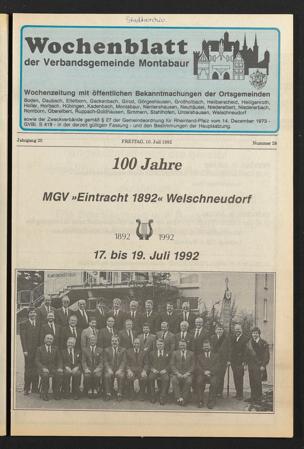 Stadtarchiv
Wochenblatt
der Verbandsgemeinde Montabaur
Wochenzeitung mit öffentlichen Bekanntmachungen der Ortsgemeinden
Boden, Daubach, Eitelborn, Gackenbach, Girod, Görgeshausen, Großholbach, Heilberscheid, Heiligenroth,
Holler, Horbach, Hübingen, Kadenbach, Montabaur, Nentershausen, Neuhäusel, Niederelbert, Niedererbach,
Nomborn, Oberelbert, Ruppach-Goldhausen, Simmern, Stahlhofen, Untershausen, Welschneudorf
sowie der Zweckverbände gemäß § 27 der Gemeindeordnung für Rheinland-Pfalz vom 14. Dezember 1973 -
GVBl. S. 419 - in der derzeit gültigen Fassung - und den Bestimmungen der Hauptsatzung.
Jahrgang 20 FREITAG, 10. Juli 1992 Nummer 28
100 Jahre
MGV »Eintracht 1892« Welschneudorf
1892 1992
17. bis 19. Juli 1992